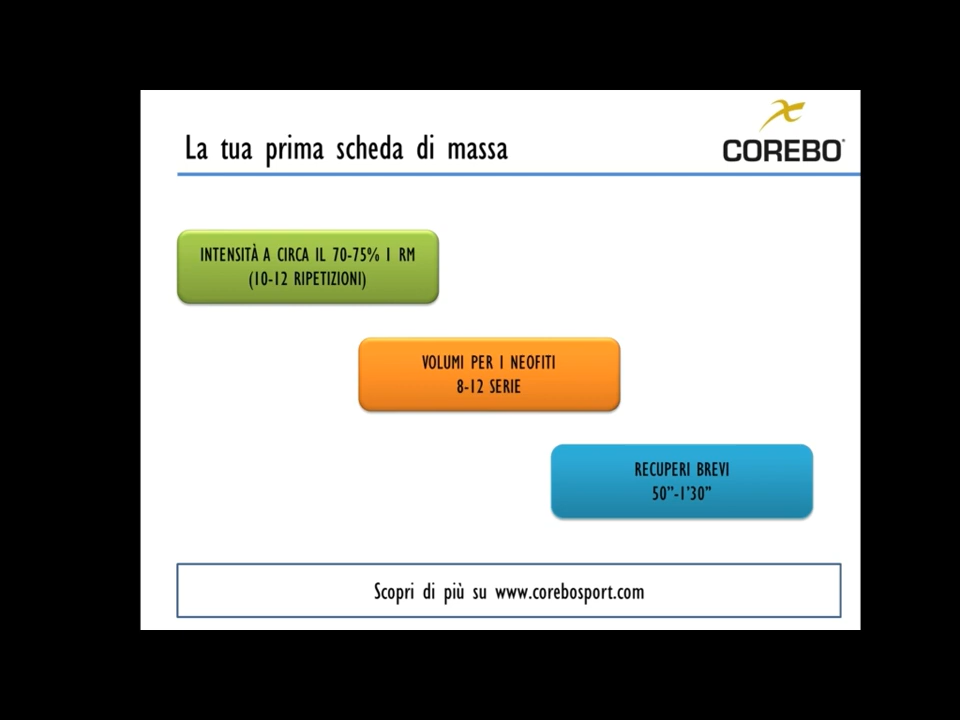 La tua prima scheda di massa
COREBO®
INTENSITÀ A CIRCA IL 70-75% 1 RM
(10-12 RIPETIZIONI)
VOLUMI PER I NEOFITI
8-12 SERIE
RECUPERI BREVI
50”-1’30”
Scopri di più su www.corebosport.com